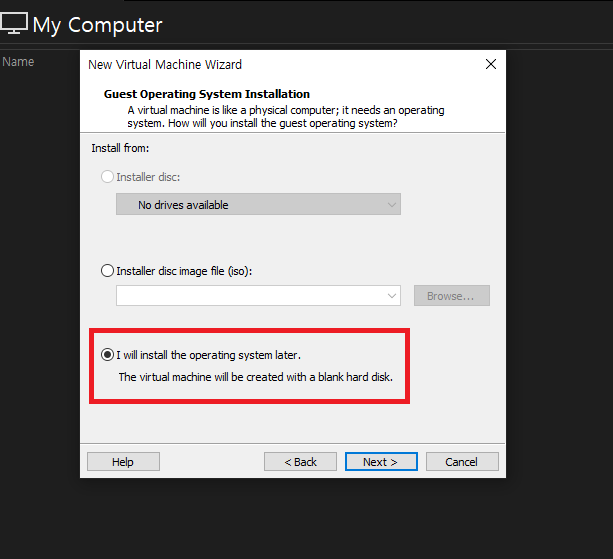 My Computer
Name
New Virtual Machine Wizard
Guest Operating System Installation
A virtual machine is like a physical computer; it needs an operating
system. How will you install the guest operating system?
Install from:
Installer disc:
No drives available
Installer disc image file (iso):
Browse...
I will install the operating system later.
The virtual machine will be created with a blank hard disk.
Help
< Back
Next >
Cancel